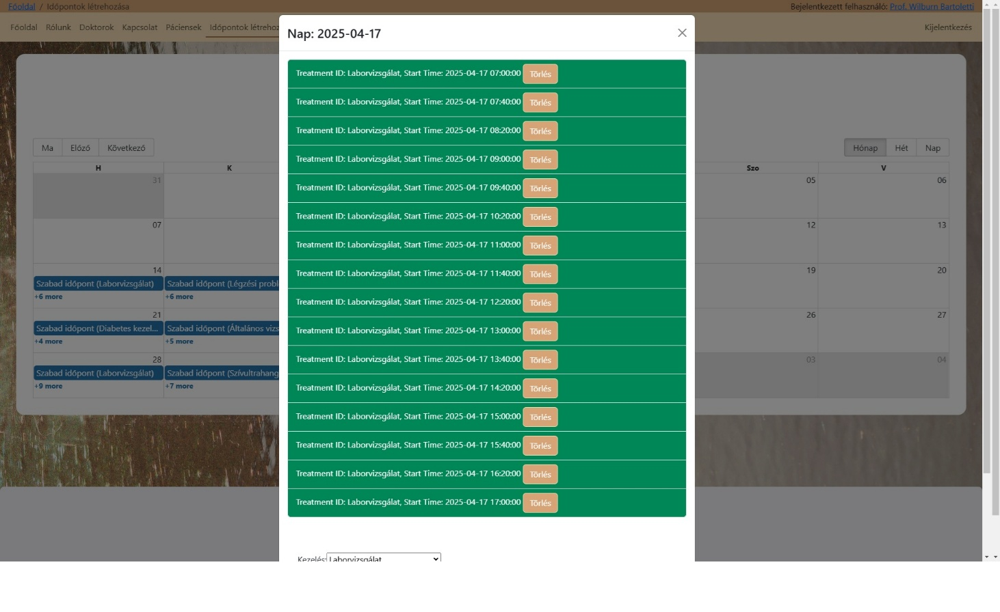 Főoldal / Időpontok létrehozása
Bejelentkezett felhasználó: Prof. Wilburn Bartoletti
Főoldal Rólunk Doktorok Kapcsolat Páciensek Időpontok létrehoz
Kijelentkezés
Nap: 2025-04-17
Treatment ID: Laborvizsgálat, Start Time: 2025-04-17 07:00:00 Törlés
Treatment ID: Laborvizsgálat, Start Time: 2025-04-17 07:40:00 Törlés
Treatment ID: Laborvizsgálat, Start Time: 2025-04-17 08:20:00 Törlés
Treatment ID: Laborvizsgálat, Start Time: 2025-04-17 09:00:00 Törlés
Treatment ID: Laborvizsgálat, Start Time: 2025-04-17 09:40:00 Törlés
Treatment ID: Laborvizsgálat, Start Time: 2025-04-17 10:20:00 Törlés
Treatment ID: Laborvizsgálat, Start Time: 2025-04-17 11:00:00 Törlés
Treatment ID: Laborvizsgálat, Start Time: 2025-04-17 11:40:00 Törlés
Treatment ID: Laborvizsgálat, Start Time: 2025-04-17 12:20:00 Törlés
Treatment ID: Laborvizsgálat, Start Time: 2025-04-17 13:00:00 Törlés
Treatment ID: Laborvizsgálat, Start Time: 2025-04-17 13:40:00 Törlés
Treatment ID: Laborvizsgálat, Start Time: 2025-04-17 14:20:00 Törlés
Treatment ID: Laborvizsgálat, Start Time: 2025-04-17 15:00:00 Törlés
Treatment ID: Laborvizsgálat, Start Time: 2025-04-17 15:40:00 Törlés
Treatment ID: Laborvizsgálat, Start Time: 2025-04-17 16:20:00 Törlés
Treatment ID: Laborvizsgálat, Start Time: 2025-04-17 17:00:00 Törlés
Kezelés: Laborvizsgálat
Ma Előző Következő
Hónap Hét Nap
H K Szo V
31 05 06
07 12 13
14 19 20
Szabad időpont (Laborvizsgálat) Szabad időpont (Légzési probl
+6 more +6 more
21 26 27
Szabad időpont (Diabetes kezel... Szabad időpont (Általános vizs
+4 more +5 more
28 03 04
Szabad időpont (Laborvizsgálat) Szabad időpont (Szívultrahang
+9 more +7 more